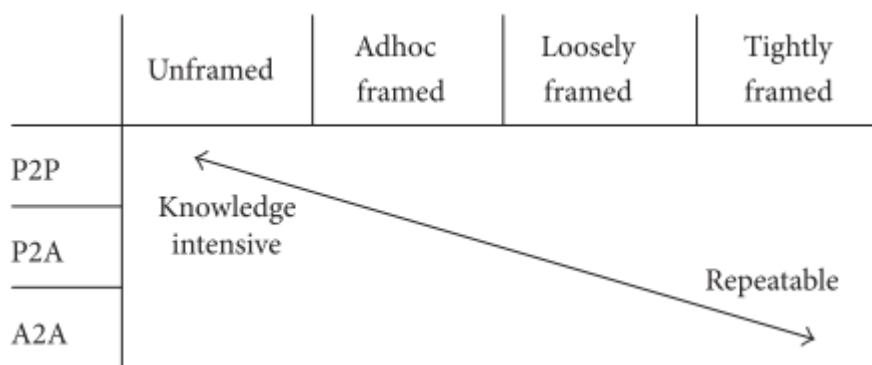 Unframed
Adhoc
framed
Loosely
framed
Tightly
framed
P2P
Knowledge
intensive
P2A
Repeatable
A2A